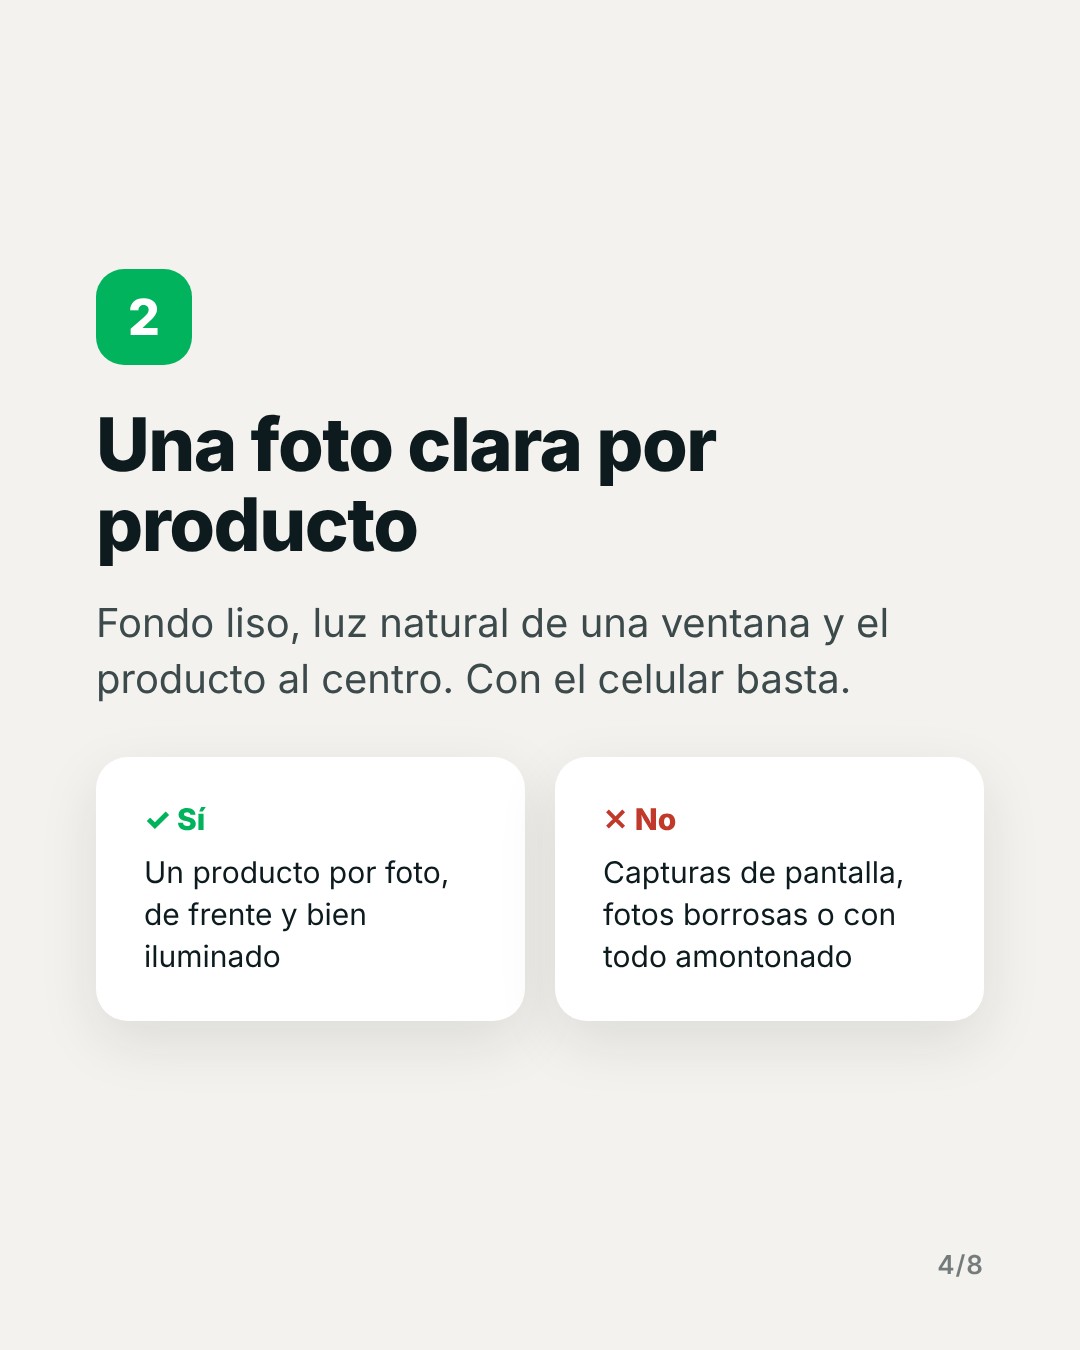 2
Una foto clara por
producto
Fondo liso, luz natural de una ventana y el
producto al centro. Con el celular basta.
✓ Sí
Un producto por foto,
de frente y bien
iluminado
✕ No
Capturas de pantalla,
fotos borrosas o con
todo amontonado
4/8